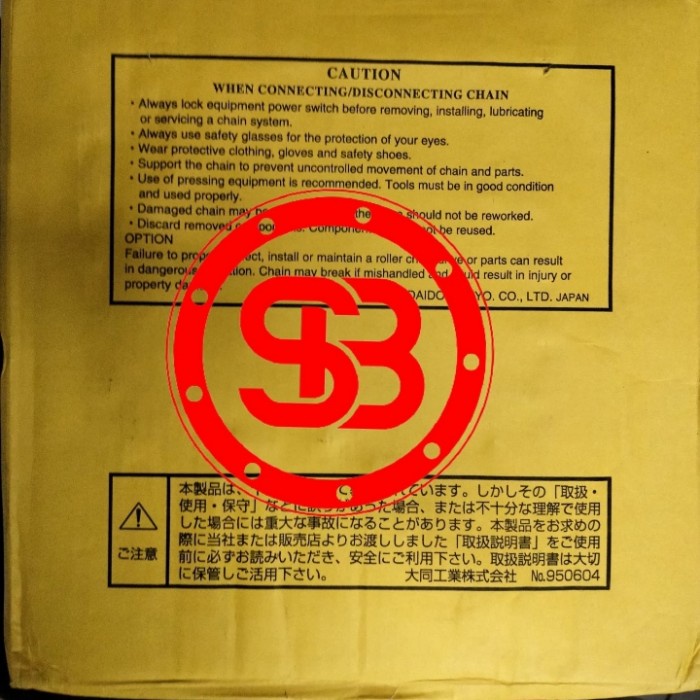 CAUTION
WHEN CONNECTING/DISCONNECTING CHAIN
• Always lock equipment power switch before removing, installing, lubricating
or servicing a chain system.
• Always use safety glasses for the protection of your eyes.
• Wear protective clothing, gloves and safety shoes.
• Support the chain to prevent uncontrolled movement of chain and parts.
• Use of pressing equipment is recommended. Tools must be in good condition
and used properly.
• Damaged chain may should not be reworked.
• Discard removed be reused.
OPTION
Failure to install or maintain a roller or parts can result
in Chain may break if mishandled result in injury or
property
CO., LTD. JAPAN
SB
本製品は、 ています。しかしその「取扱・
使用・保守」などに誤りがあった場合、または不十分な理解で使用
した場合には重大な事故になることがあります。本製品をお求めの
際に当社または販売店よりお渡ししました「取扱説明書」をご使用
前に必ずお読みいただき、安全にご利用下さい。取扱説明書は大切
に保管しご活用下さい。 大同工業株式会社 No.950604
ご注意